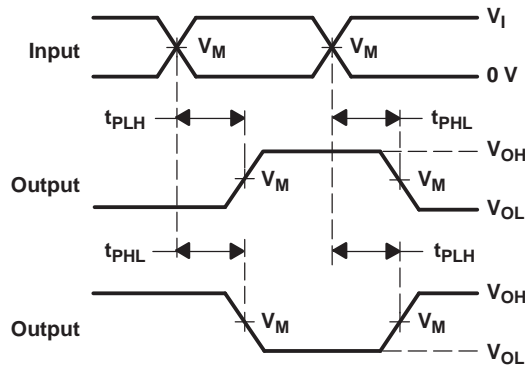 V_I
Input V_M V_M
0 V
t_PLH t_PHL
V_OH
Output V_M V_M
V_OL
t_PHL t_PLH
V_OH
Output V_M V_M
V_OL